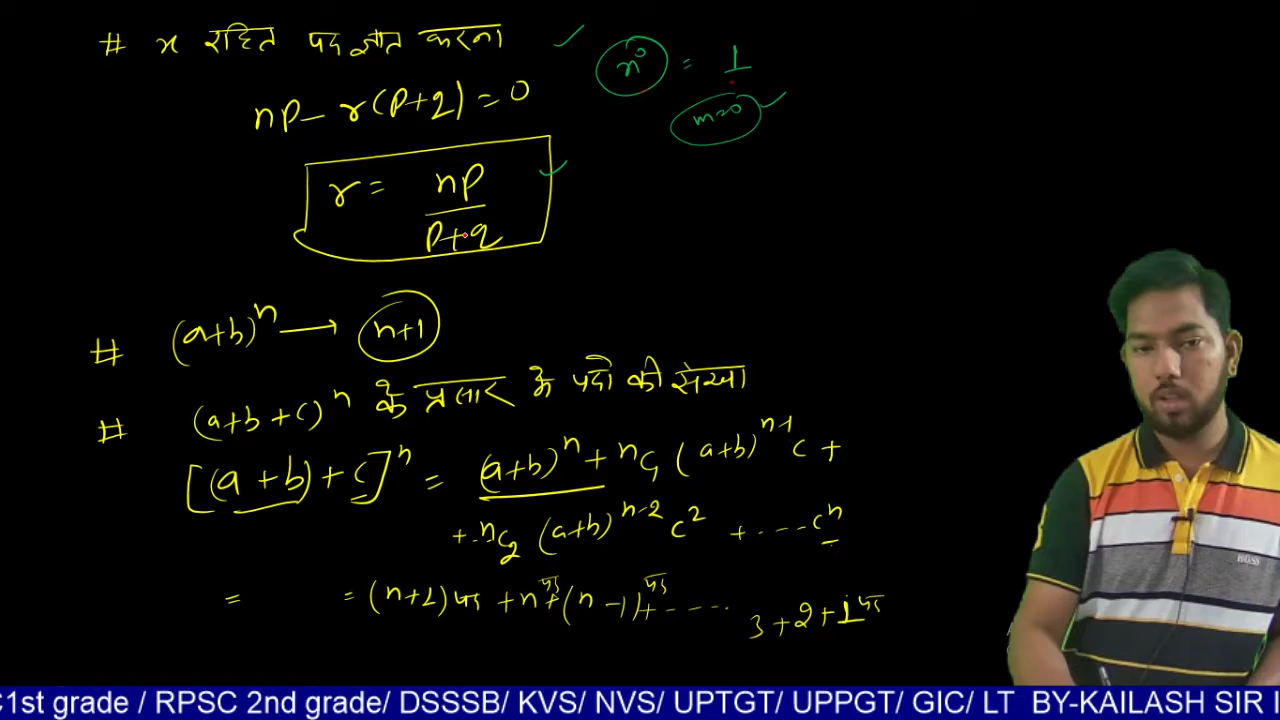 # x रहित पद ज्ञात करना
x⁰ = 1
m=0
np - r(p+q) = 0
r = np/p+q
# (a+b)ⁿ → n+1
# (a+b+c)ⁿ के प्रसार के पदों की संख्या
[(a+b)+c]ⁿ = (a+b)ⁿ + ⁿC₁ (a+b)ⁿ⁻¹ c +
+ ⁿC₂ (a+b)ⁿ⁻² c² + ---- cⁿ
= = (n+1) पद + n पद + (n-1) पद + ----- 3+2+1 पद
BOSS
C1st grade / RPSC 2nd grade/ DSSSB/ KVS/ NVS/ UPTGT/ UPPGT/ GIC/ LT BY-KAILASH SIR I